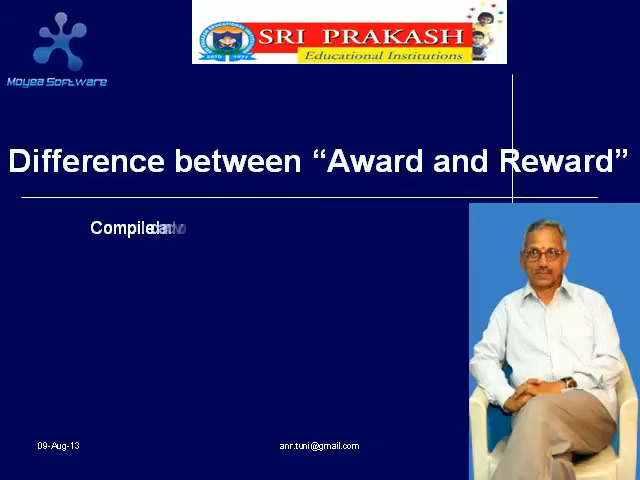 Moyea Software
SRI PRAKASH
Educational Institutions
Difference between “Award and Reward”
09-Aug-13
anr.tuni@gmail.com